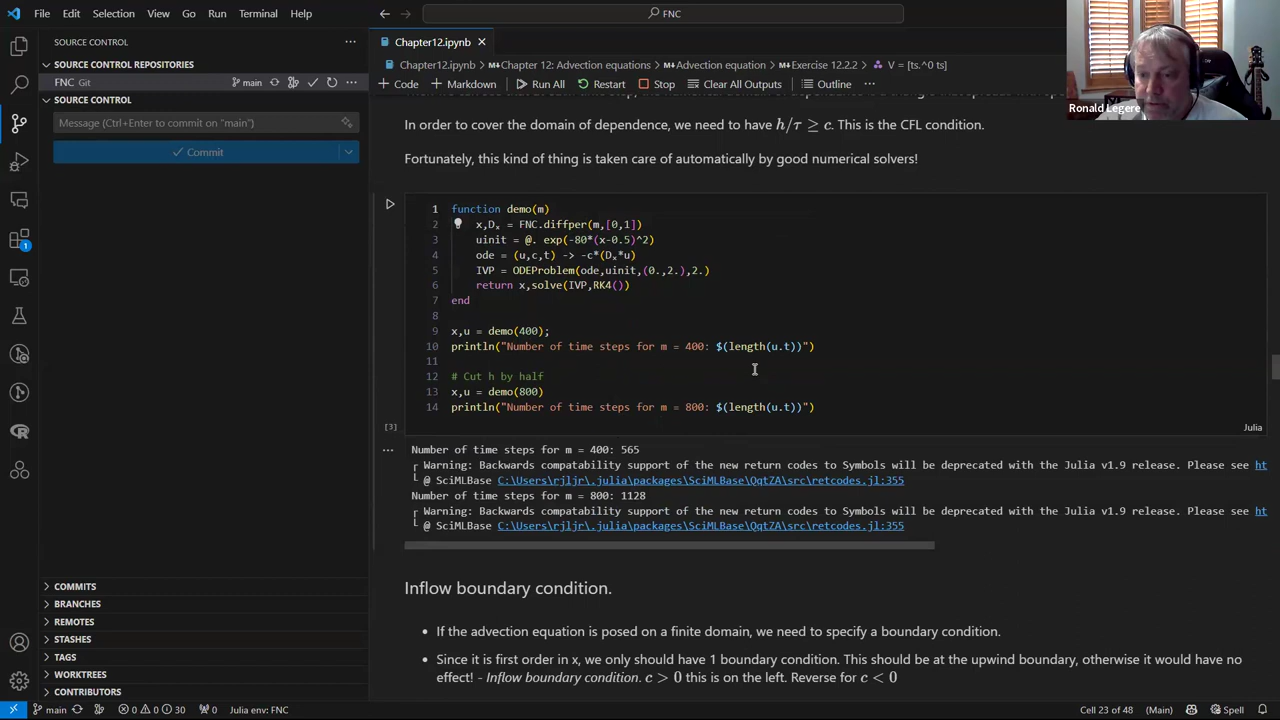 File Edit Selection View Go Run Terminal Help
FNC
Ronald Legere
SOURCE CONTROL
SOURCE CONTROL REPOSITORIES
FNC Git
main
SOURCE CONTROL
Message (Ctrl+Enter to commit on "main")
Commit
COMMITS
BRANCHES
REMOTES
STASHES
TAGS
WORKTREES
CONTRIBUTORS
1
Chapter12.ipynb
Chapter12.ipynb > M↓Chapter 12: Advection equations > M↓Advection equation > M↓Exercise 12.2.2 > V = [ts.^0 ts]
+ Code + Markdown Run All Restart Stop Clear All Outputs Outline ...
In order to cover the domain of dependence, we need to have h/τ ≥ c. This is the CFL condition.
Fortunately, this kind of thing is taken care of automatically by good numerical solvers!
1 function demo(m)
2 x,Dₓ = FNC.diffper(m,[0,1])
3 uinit = @. exp(-80*(x-0.5)^2)
4 ode = (u,c,t) -> -c*(Dₓ*u)
5 IVP = ODEProblem(ode,uinit,(0.,2.),2.)
6 return x,solve(IVP,RK4())
7 end
8
9 x,u = demo(400);
10 println("Number of time steps for m = 400: $(length(u.t))")
11
12 # Cut h by half
13 x,u = demo(800)
14 println("Number of time steps for m = 800: $(length(u.t))")
[3]
Julia
Number of time steps for m = 400: 565
┌ Warning: Backwards compatability support of the new return codes to Symbols will be deprecated with the Julia v1.9 release. Please see ht
└ @ SciMLBase C:\Users\rjljr\.julia\packages\SciMLBase\QqtZA\src\retcodes.jl:355
Number of time steps for m = 800: 1128
┌ Warning: Backwards compatability support of the new return codes to Symbols will be deprecated with the Julia v1.9 release. Please see ht
└ @ SciMLBase C:\Users\rjljr\.julia\packages\SciMLBase\QqtZA\src\retcodes.jl:355
Inflow boundary condition.
• If the advection equation is posed on a finite domain, we need to specify a boundary condition.
• Since it is first order in x, we only should have 1 boundary condition. This should be at the upwind boundary, otherwise it would have no
effect! - Inflow boundary condition. c > 0 this is on the left. Reverse for c < 0
main 0 0 30 0 Julia env: FNC
Cell 23 of 48 (Main) Spell